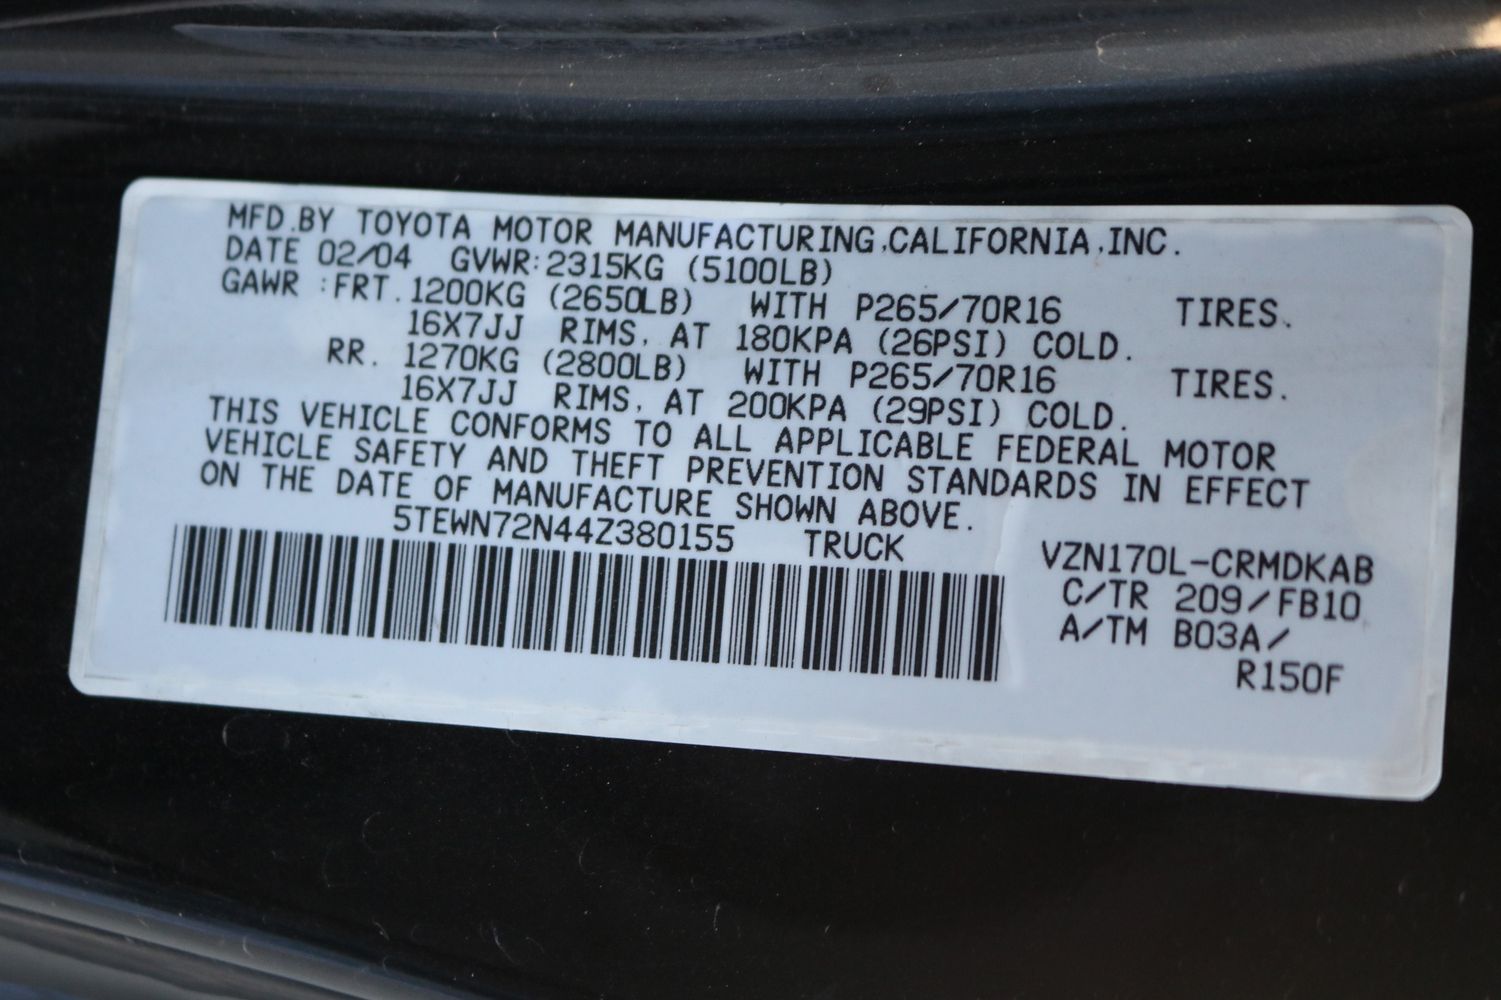 MFD.BY TOYOTA MOTOR MANUFACTURING,CALIFORNIA,INC.
DATE 02/04 GVWR:2315KG (5100LB)
GAWR :FRT.1200KG (2650LB) WITH P265/70R16 TIRES.
16X7JJ RIMS, AT 180KPA (26PSI) COLD.
RR. 1270KG (2800LB) WITH P265/70R16 TIRES.
16X7JJ RIMS, AT 200KPA (29PSI) COLD.
THIS VEHICLE CONFORMS TO ALL APPLICABLE FEDERAL MOTOR
VEHICLE SAFETY AND THEFT PREVENTION STANDARDS IN EFFECT
ON THE DATE OF MANUFACTURE SHOWN ABOVE.
5TEWN72N44Z380155 TRUCK VZN170L-CRMDKAB
C/TR 209/FB10
A/TM B03A/
R150F